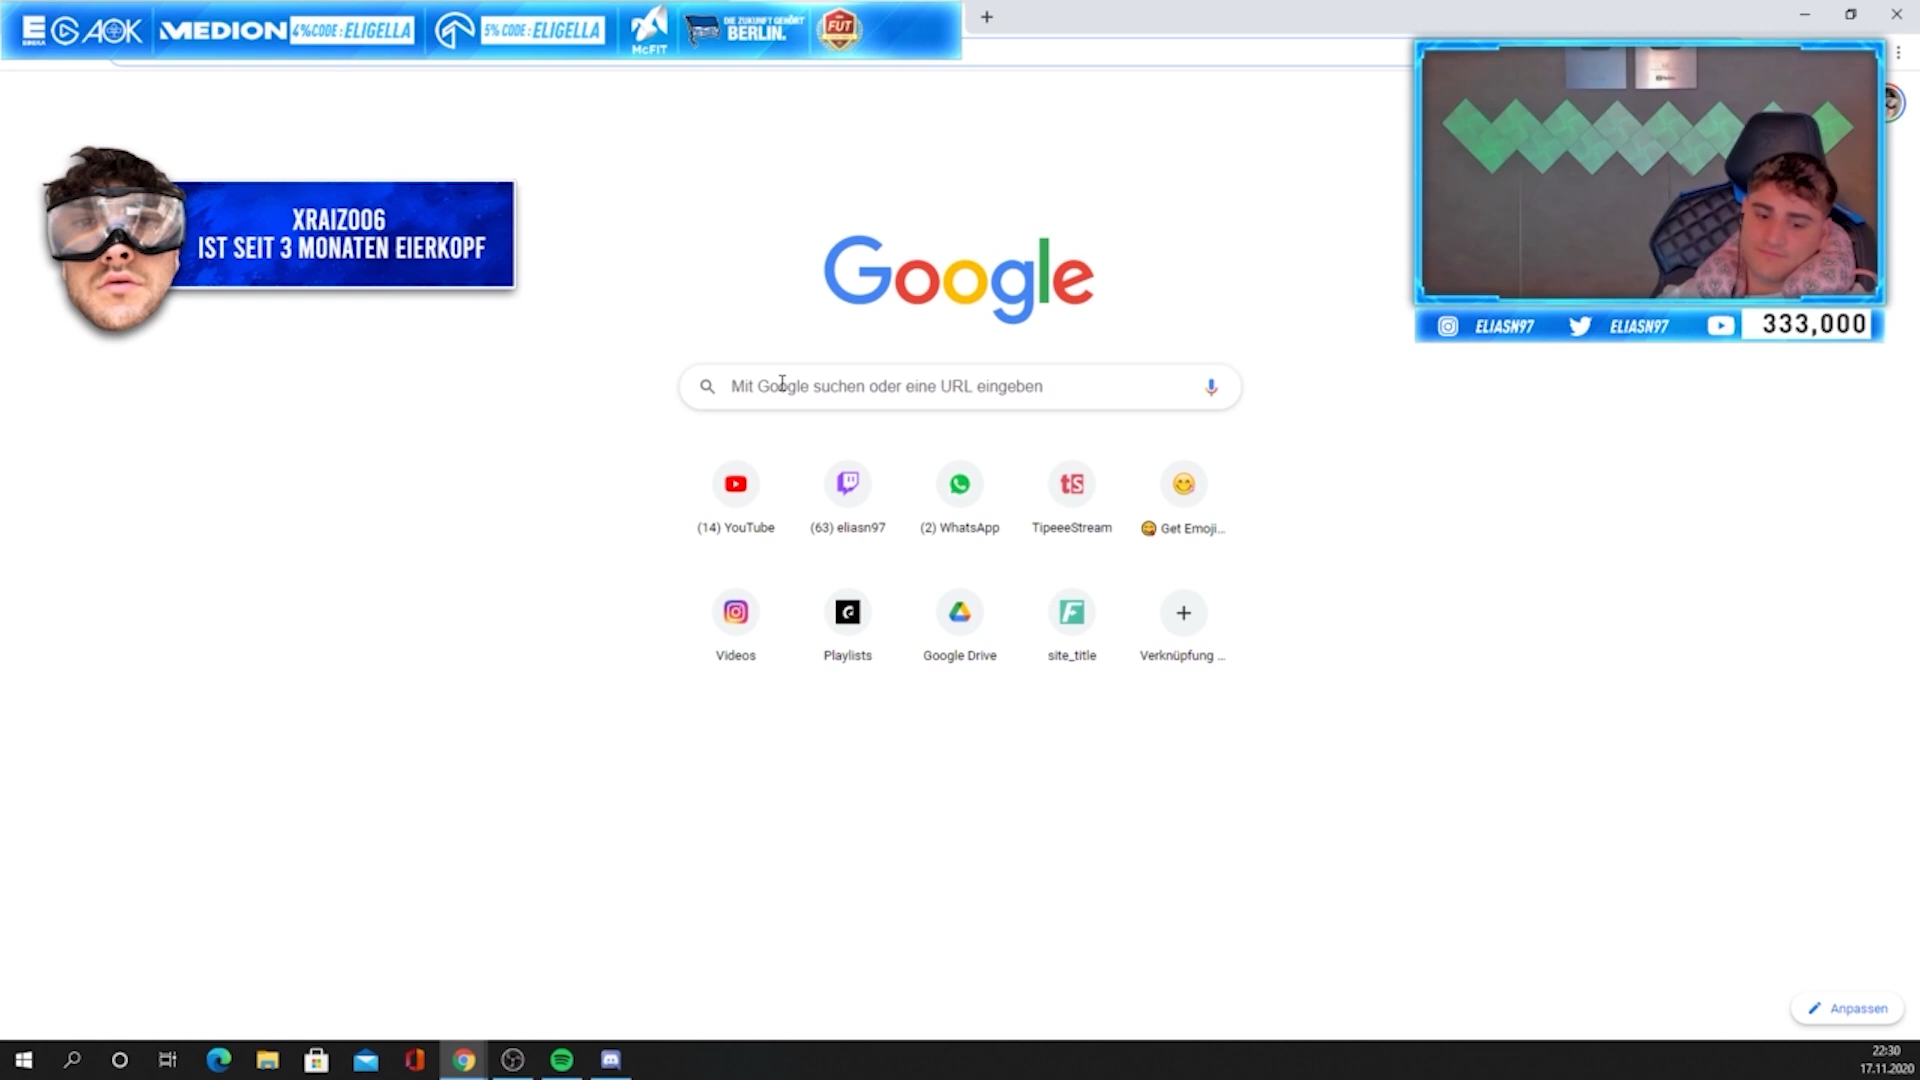 EGAOK
MEDION
4%CODE:ELIGELLA
5% CODE:ELIGELLA
McFIT
DIE ZUKUNFT GEHÖRT
BERLIN.
FUT
XRAIZ006
IST SEIT 3 MONATEN EIERKOPF
ELIASN97
ELIASN97
333,000
Google
Mit Google suchen oder eine URL eingeben
(14) YouTube
(63) eliasn97
(2) WhatsApp
TipeeeStream
Get Emoji...
Videos
Playlists
Google Drive
site_title
Verknüpfung ...
Anpassen
22:30
17.11.2020